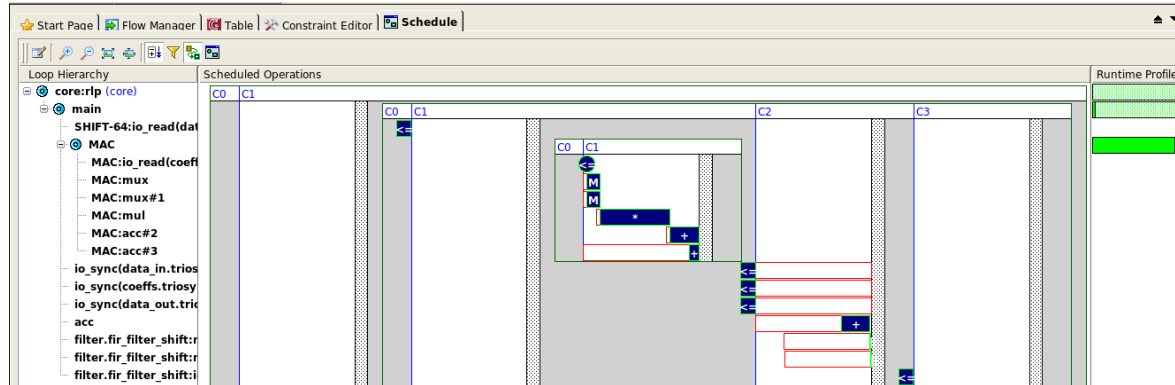 Start Page Flow Manager Table Constraint Editor Schedule
Loop Hierarchy Scheduled Operations Runtime Profile
core:rlp (core) C0 C1
main C0 C1 C2 C3
SHIFT-64:io_read(dat <=
MAC C0 C1
MAC:io_read(coeff <=
MAC:mux M
MAC:mux#1 M
MAC:mul *
MAC:acc#2 +
MAC:acc#3 +
io_sync(data_in.trios <=
io_sync(coeffs.triosy <=
io_sync(data_out.trio <=
acc +
filter.fir_filter_shift:r
filter.fir_filter_shift:r
filter.fir_filter_shift:i <=